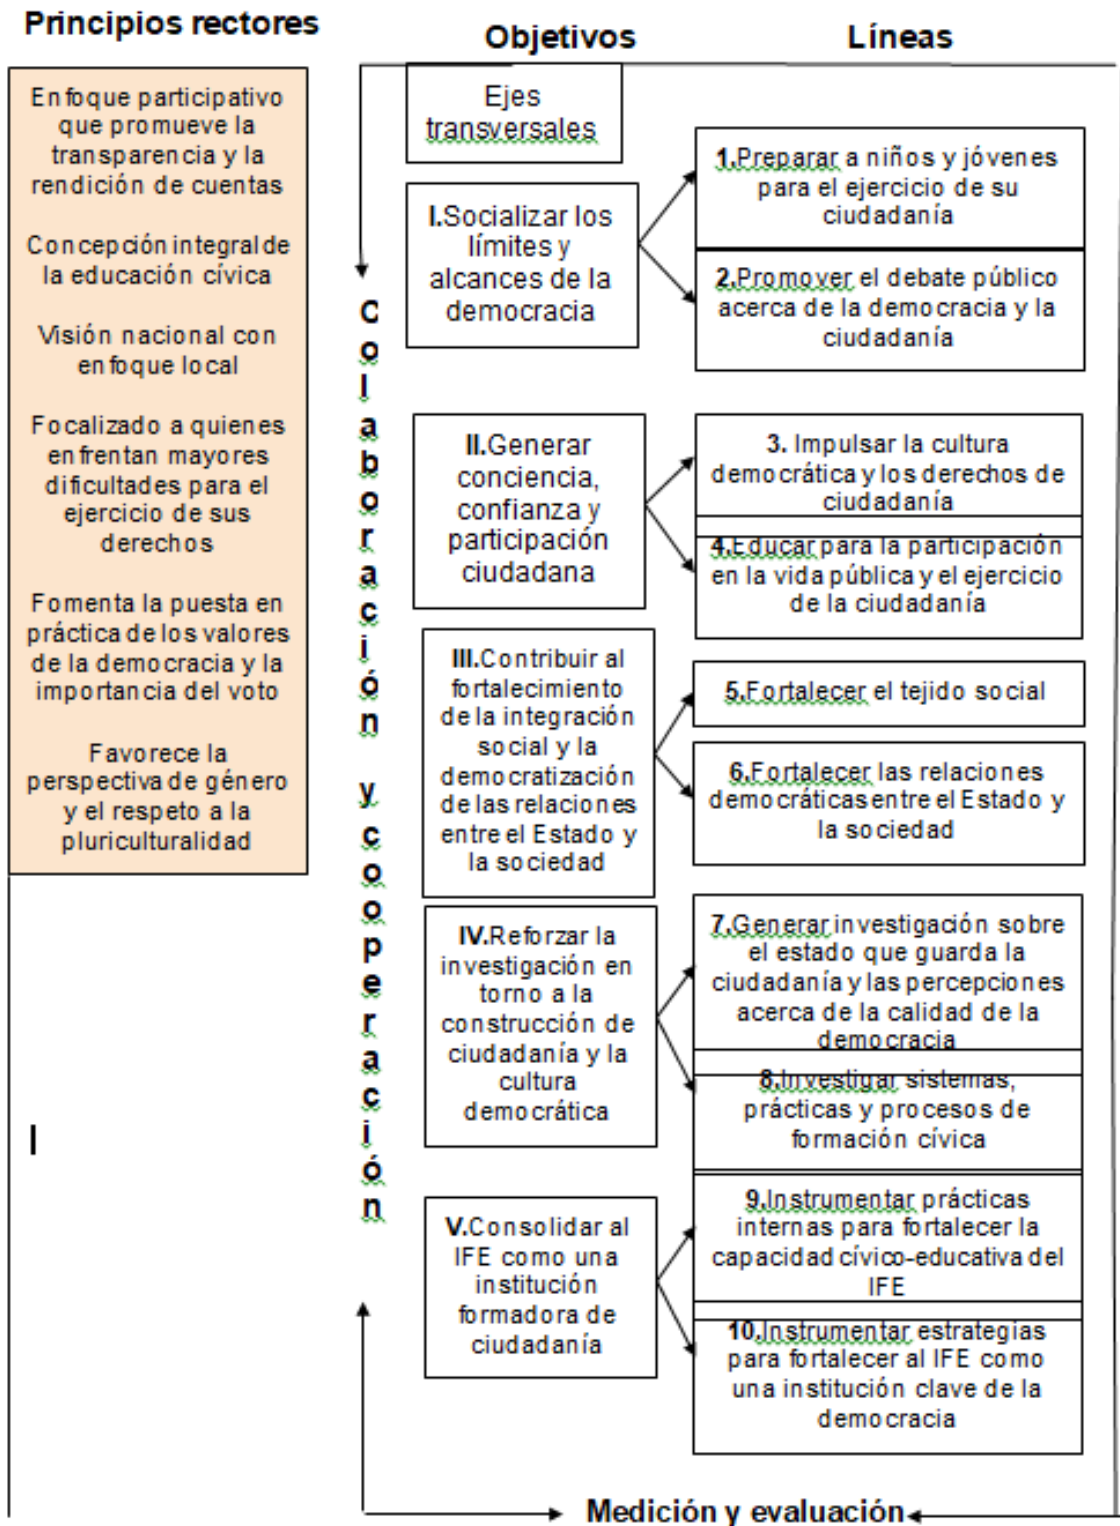 Principios rectores
Enfoque participativo
que promueve la
transparencia y la
rendición de cuentas
Concepción integral de
la educación cívica
Visión nacional con
enfoque local
Focalizado a quienes
enfrentan mayores
dificultades para el
ejercicio de sus
derechos
Fomenta la puesta en
práctica de los valores
de la democracia y la
importancia del voto
Favorece la
perspectiva de género
y el respeto a la
pluriculturalidad
Colaboración y cooperación
Objetivos
Líneas
Ejes
transversales
I.Socializar los
límites y
alcances de la
democracia
1.Preparar a niños y jóvenes
para el ejercicio de su
ciudadanía
2.Promover el debate público
acerca de la democracia y la
ciudadanía
II.Generar
conciencia,
confianza y
participación
ciudadana
3. Impulsar la cultura
democrática y los derechos de
ciudadanía
4.Educar para la participación
en la vida pública y el ejercicio
de la ciudadanía
III.Contribuir al
fortalecimiento
de la integración
social y la
democratización
de las relaciones
entre el Estado y
la sociedad
5.Fortalecer el tejido social
6.Fortalecer las relaciones
democráticas entre el Estado y
la sociedad
IV.Reforzar la
investigación en
torno a la
construcción de
ciudadanía y la
cultura
democrática
7.Generar investigación sobre
el estado que guarda la
ciudadanía y las percepciones
acerca de la calidad de la
democracia
8.Investigar sistemas,
prácticas y procesos de
formación cívica
V.Consolidar al
IFE como una
institución
formadora de
ciudadanía
9.Instrumentar prácticas
internas para fortalecer la
capacidad cívico-educativa del
IFE
10.Instrumentar estrategias
para fortalecer al IFE como
una institución clave de la
democracia
Medición y evaluación